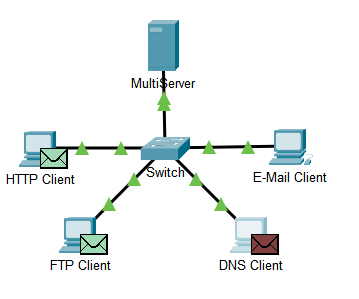 MultiServer
HTTP Client
Switch
E-Mail Client
FTP Client
DNS Client